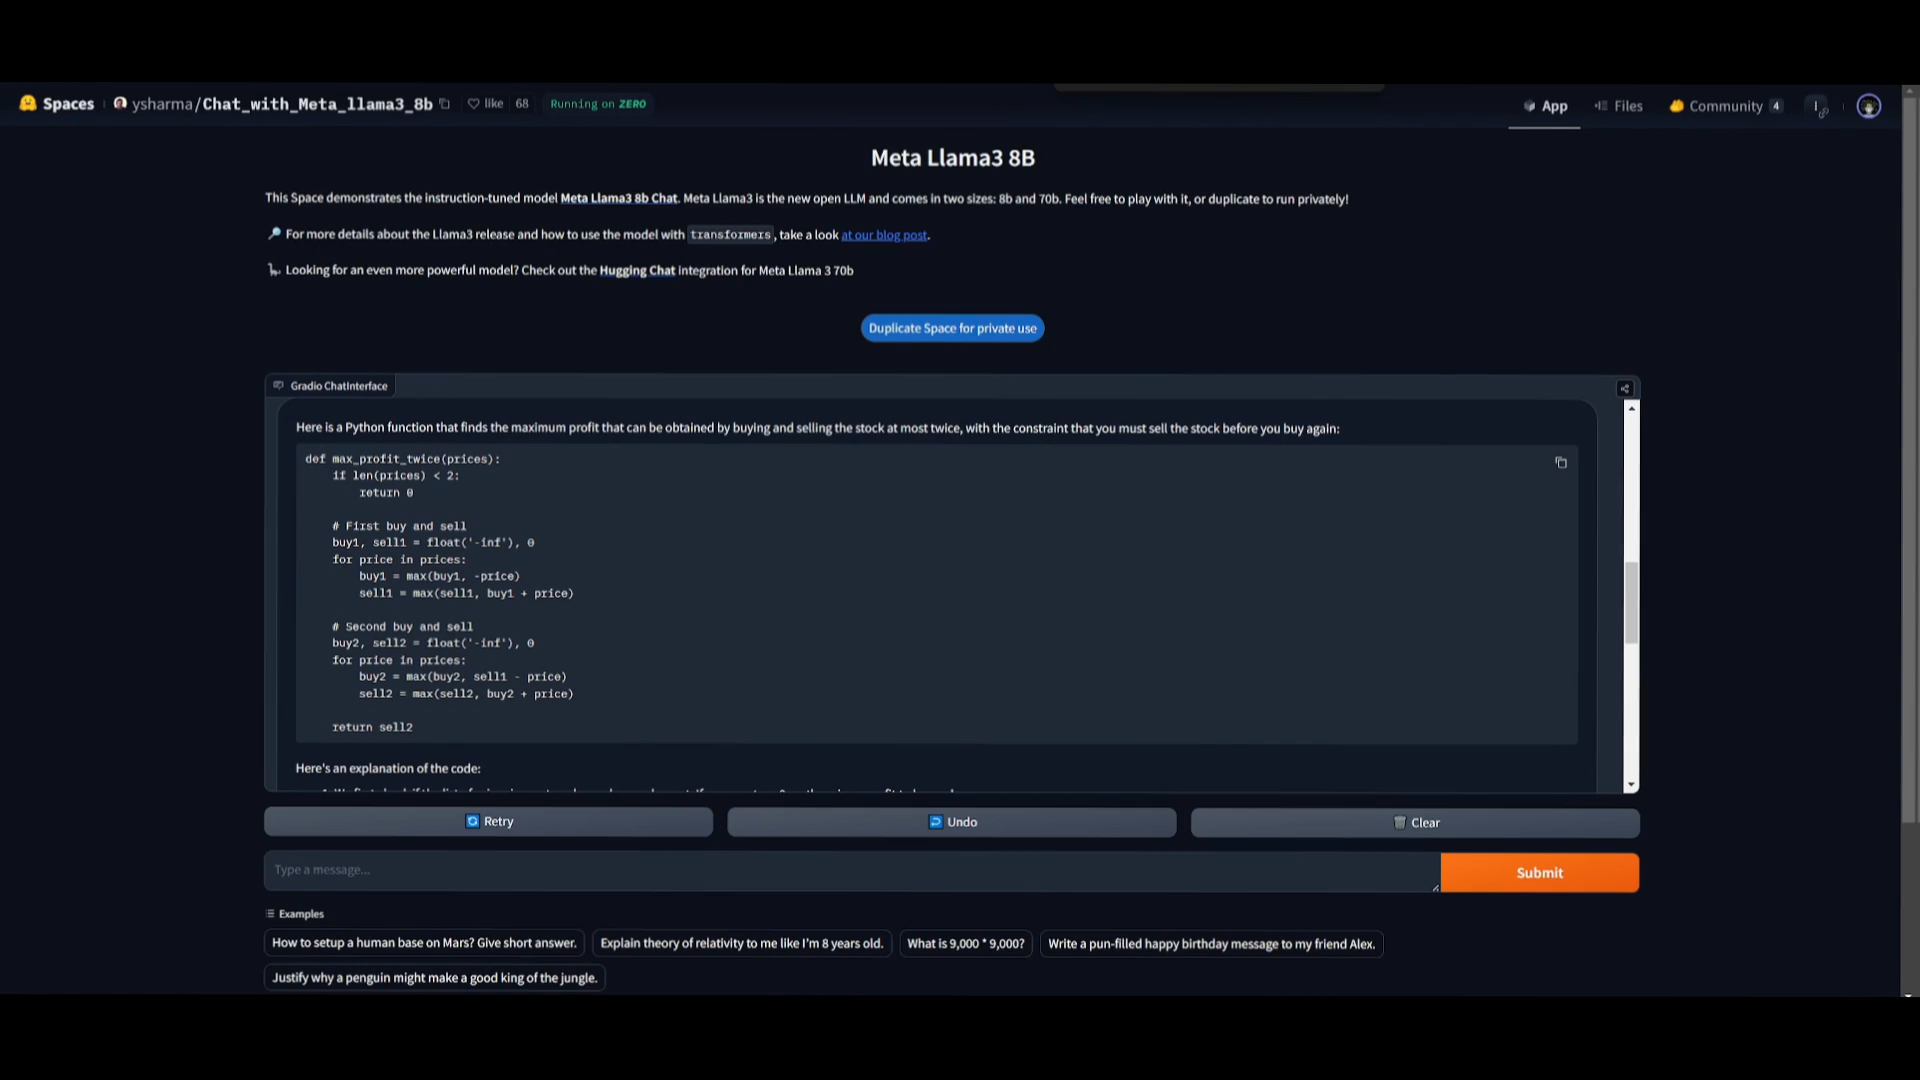 Spaces
ysharma/Chat_with_Meta_llama3_8b
like 68
Running on ZERO
App
Files
Community 4
Meta Llama3 8B
This Space demonstrates the instruction-tuned model Meta Llama3 8b Chat. Meta Llama3 is the new open LLM and comes in two sizes: 8b and 70b. Feel free to play with it, or duplicate to run privately!
For more details about the Llama3 release and how to use the model with transformers, take a look at our blog post.
Looking for an even more powerful model? Check out the Hugging Chat integration for Meta Llama 3 70b
Duplicate Space for private use
Gradio ChatInterface
Here is a Python function that finds the maximum profit that can be obtained by buying and selling the stock at most twice, with the constraint that you must sell the stock before you buy again:
def max_profit_twice(prices):
    if len(prices) < 2:
        return 0
    # First buy and sell
    buy1, sell1 = float('-inf'), 0
    for price in prices:
        buy1 = max(buy1, -price)
        sell1 = max(sell1, buy1 + price)
    # Second buy and sell
    buy2, sell2 = float('-inf'), 0
    for price in prices:
        buy2 = max(buy2, sell1 - price)
        sell2 = max(sell2, buy2 + price)
    return sell2
Here's an explanation of the code:
Retry
Undo
Clear
Type a message...
Submit
Examples
How to setup a human base on Mars? Give short answer.
Explain theory of relativity to me like I'm 8 years old.
What is 9,000 * 9,000?
Write a pun-filled happy birthday message to my friend Alex.
Justify why a penguin might make a good king of the jungle.